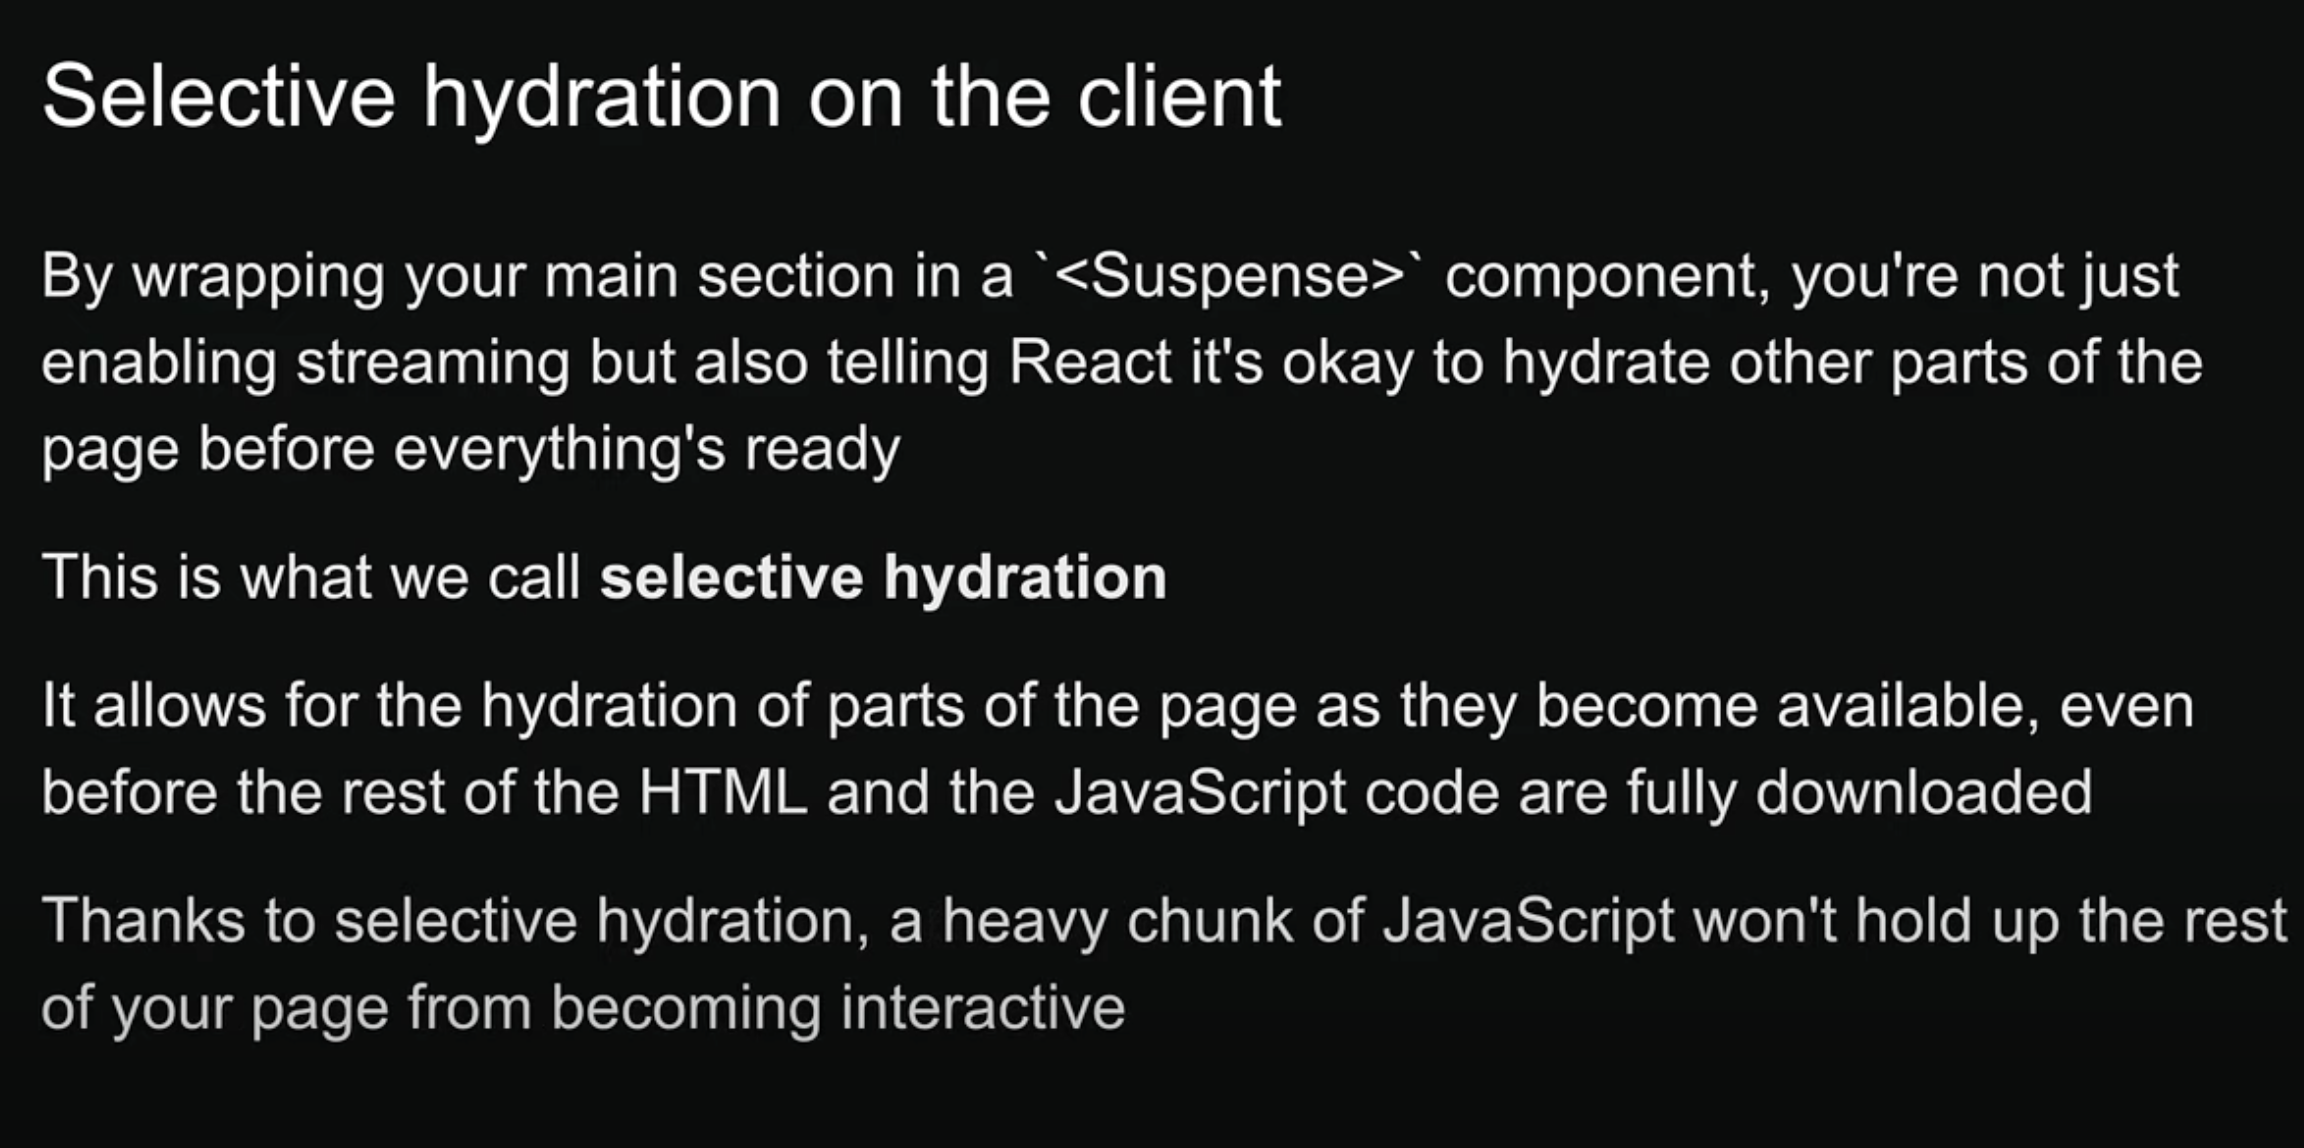 Selective hydration on the client
By wrapping your main section in a `<Suspense>` component, you're not just
enabling streaming but also telling React it's okay to hydrate other parts of the
page before everything's ready
This is what we call selective hydration
It allows for the hydration of parts of the page as they become available, even
before the rest of the HTML and the JavaScript code are fully downloaded
Thanks to selective hydration, a heavy chunk of JavaScript won't hold up the rest
of your page from becoming interactive